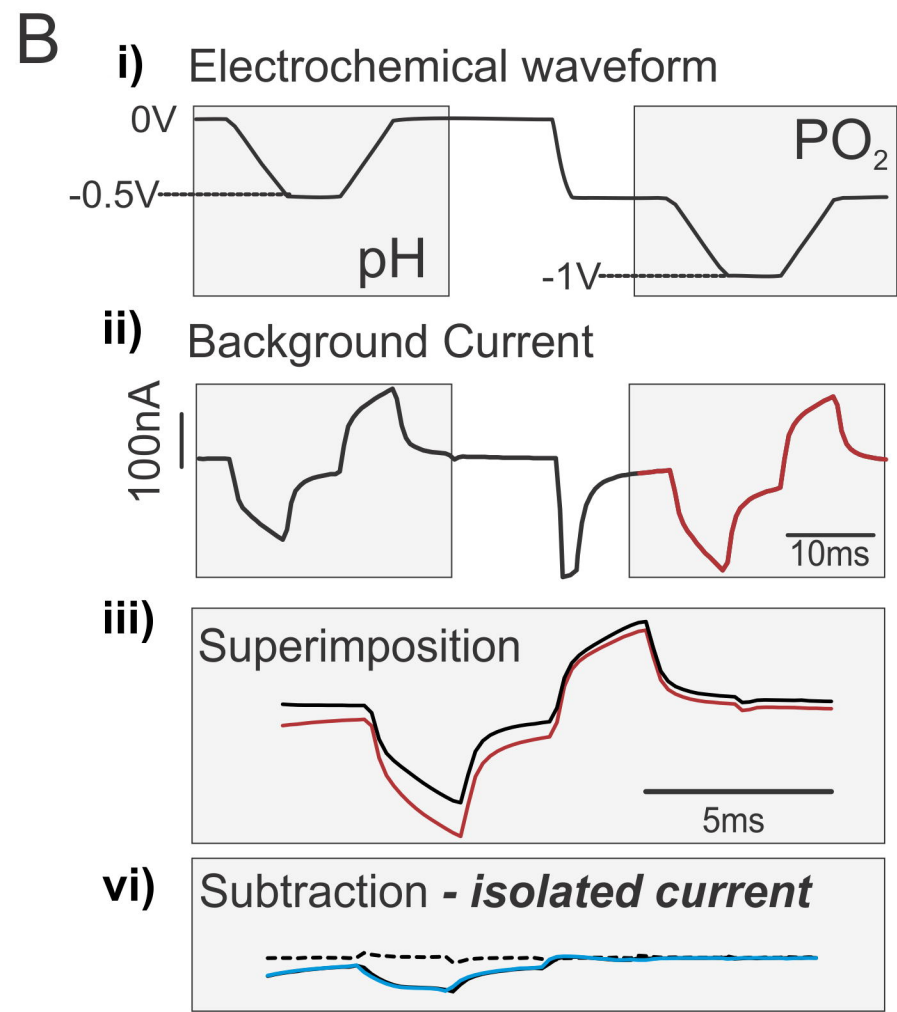 B
i) Electrochemical waveform
0V
PO₂
-0.5V
pH
-1V
ii) Background Current
100nA
10ms
iii) Superimposition
5ms
vi) Subtraction - isolated current